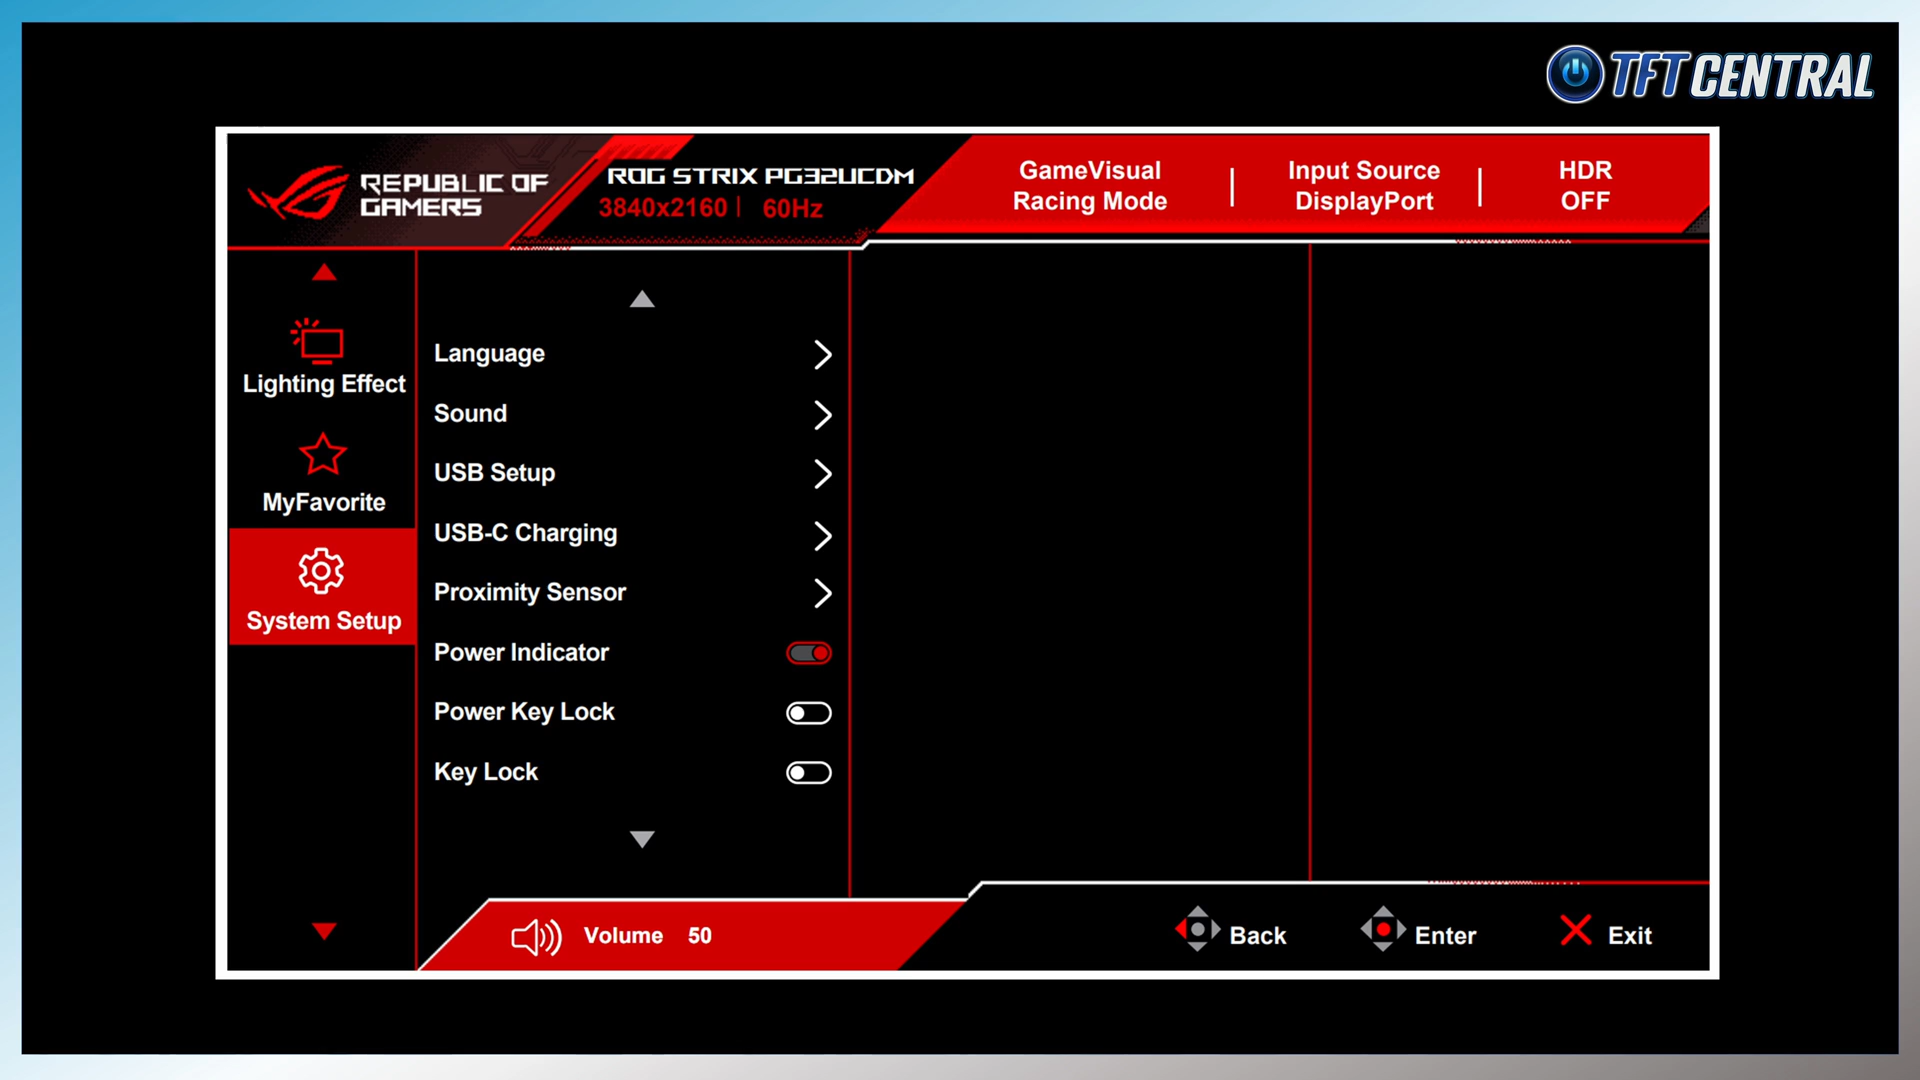 TFT CENTRAL
REPUBLIC OF
GAMERS
ROG STRIX PG32UCDM
3840x2160 | 60Hz
GameVisual
Racing Mode
Input Source
DisplayPort
HDR
OFF
Lighting Effect
MyFavorite
System Setup
Language
Sound
USB Setup
USB-C Charging
Proximity Sensor
Power Indicator
Power Key Lock
Key Lock
Volume 50
Back
Enter
Exit